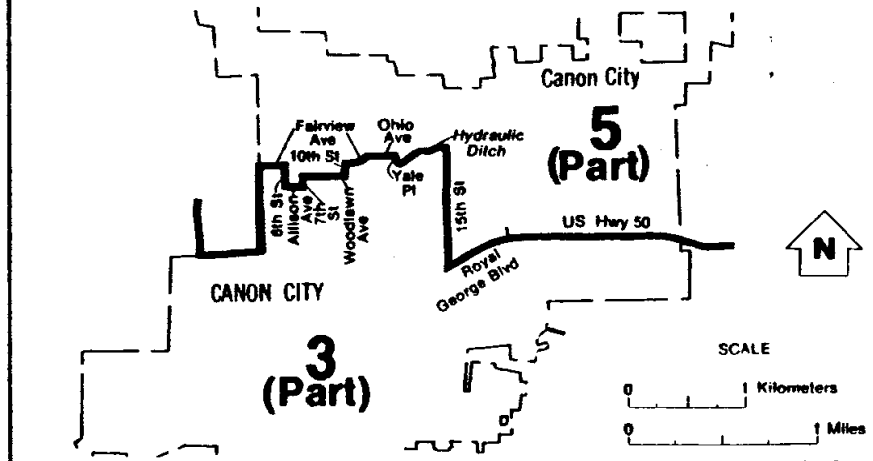 Canon City
5
(Part)
Fairview
Ave
Ohio
Ave
10th St
Hydraulic
Ditch
Yale
Pl
6th St
Allison
Ave
7th
St
Woodlawn
Ave
15th St
US Hwy 50
Royal
George Blvd
N
CANON CITY
3
(Part)
SCALE
0 1 Kilometers
0 1 Miles